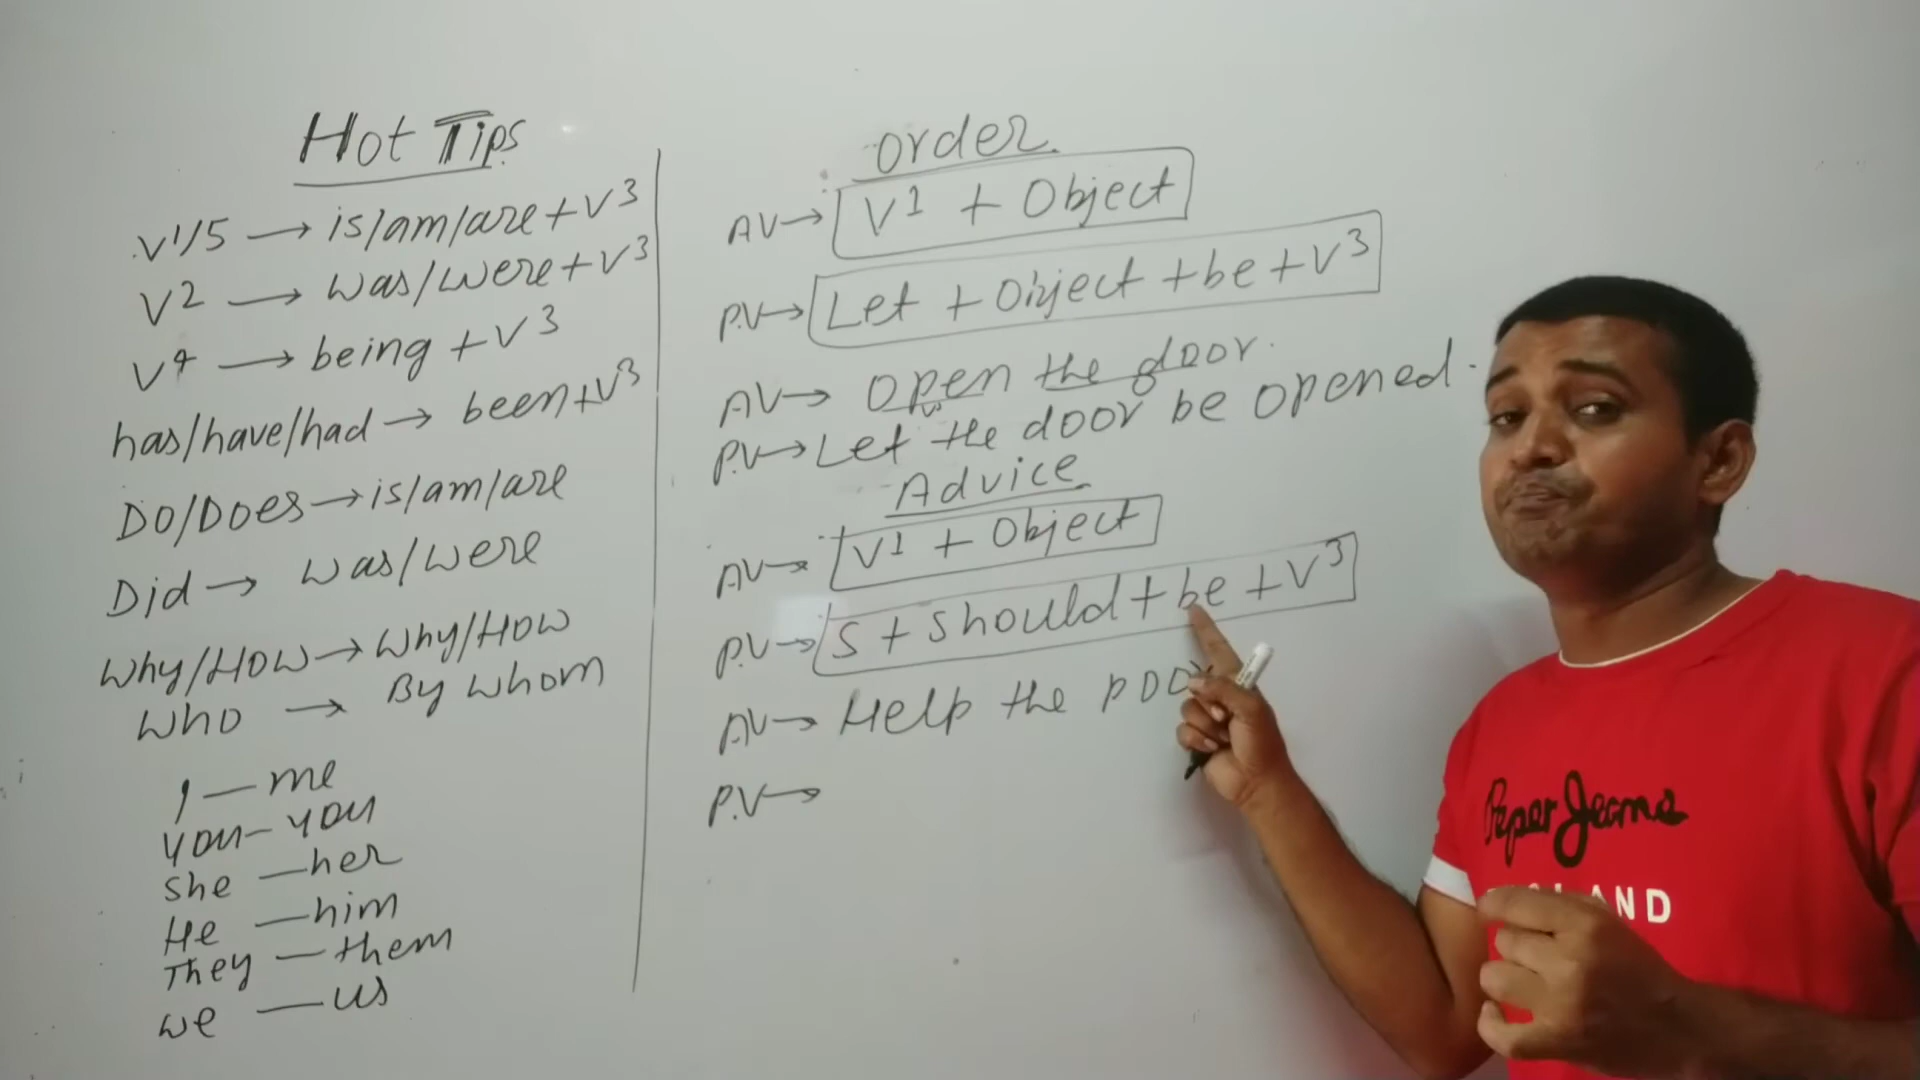 Hot Tips
V1/5 → is/am/are + V3
V2 → was/were + V3
V4 → being + V3
has/have/had → been + V3
Do/Does → is/am/are
Did → was/were
Why/How → Why/How
Who → By whom
I — me
You — you
She — her
He — him
They — them
we — us
Order
AV → V1 + Object
P.V → Let + Object + be + V3
AV → Open the door.
P.V → Let the door be opened.
Advice
AV → V1 + Object
P.V → S + should + be + V3
AV → Help the poor
P.V →
Pepe Jeans
AND